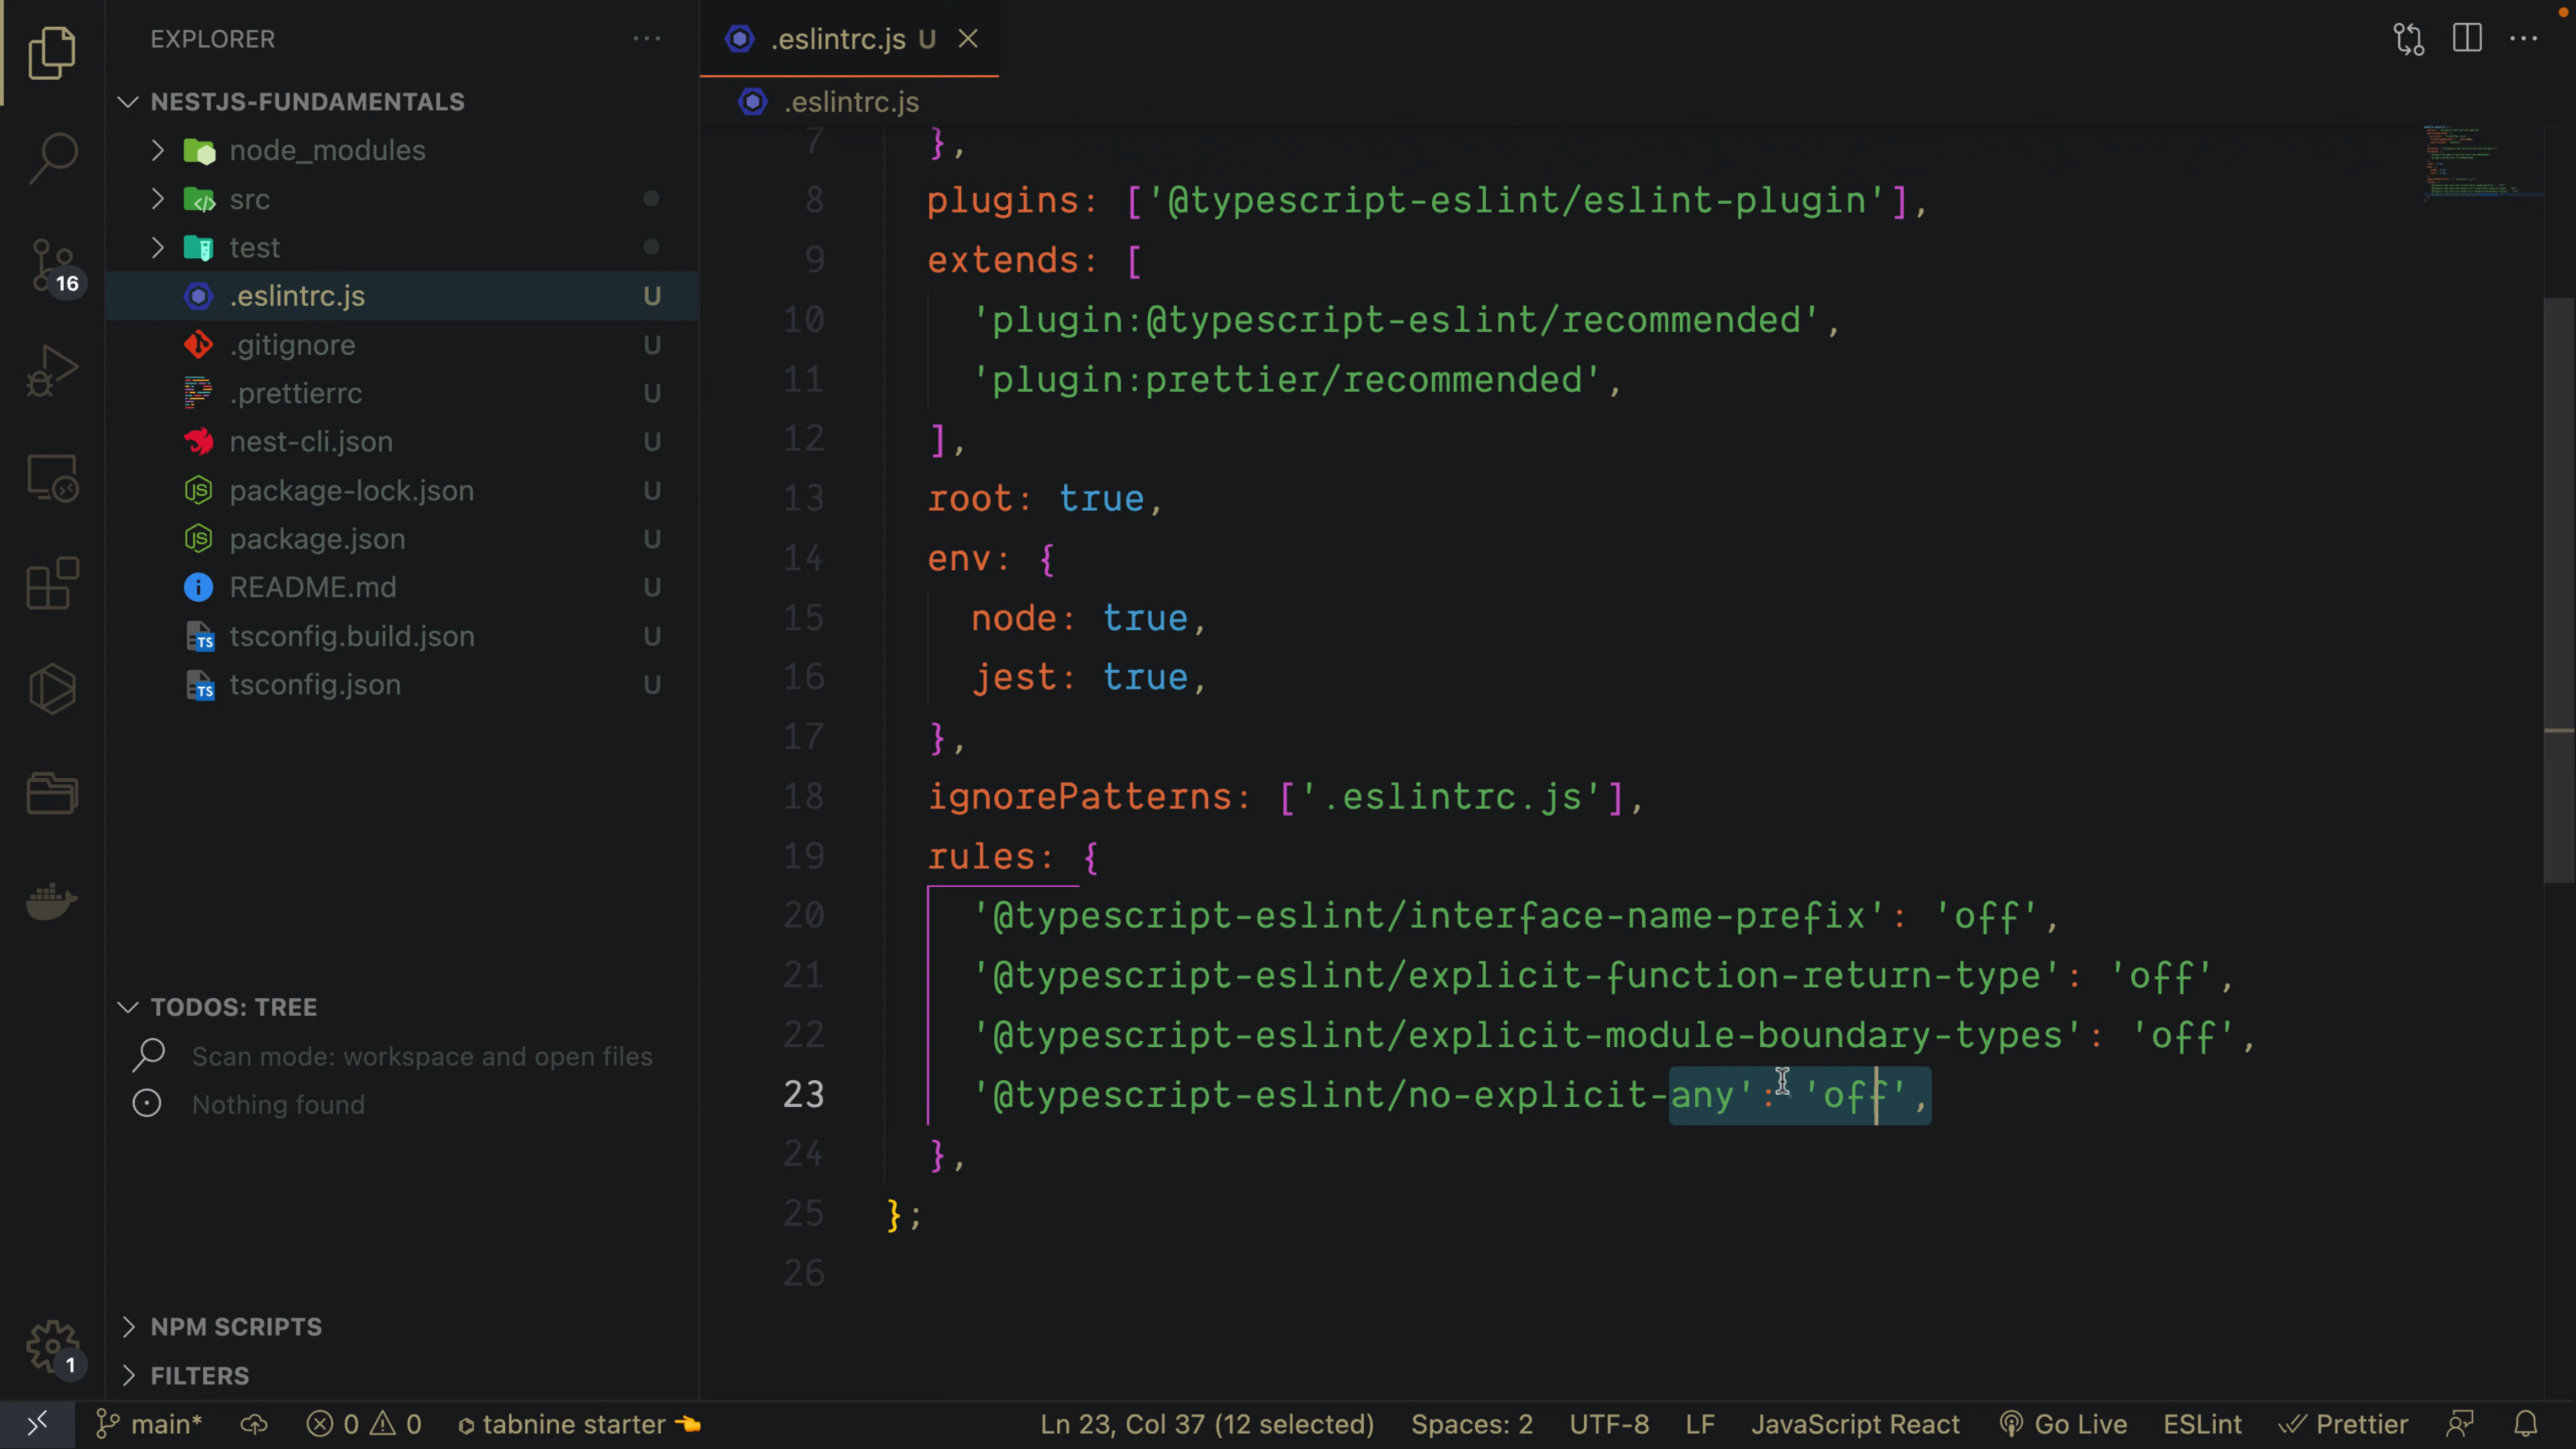 EXPLORER
NESTJS-FUNDAMENTALS
node_modules
src
test
.eslintrc.js U
.gitignore U
.prettierrc U
nest-cli.json U
package-lock.json U
package.json U
README.md U
tsconfig.build.json U
tsconfig.json U
TODOS: TREE
Scan mode: workspace and open files
Nothing found
NPM SCRIPTS
FILTERS
16
1
.eslintrc.js U
.eslintrc.js
7 },
8 plugins: ['@typescript-eslint/eslint-plugin'],
9 extends: [
10 'plugin:@typescript-eslint/recommended',
11 'plugin:prettier/recommended',
12 ],
13 root: true,
14 env: {
15 node: true,
16 jest: true,
17 },
18 ignorePatterns: ['.eslintrc.js'],
19 rules: {
20 '@typescript-eslint/interface-name-prefix': 'off',
21 '@typescript-eslint/explicit-function-return-type': 'off',
22 '@typescript-eslint/explicit-module-boundary-types': 'off',
23 '@typescript-eslint/no-explicit-any': 'off',
24 },
25 };
26
main* 0 0 tabnine starter 👈 Ln 23, Col 37 (12 selected) Spaces: 2 UTF-8 LF JavaScript React Go Live ESLint Prettier